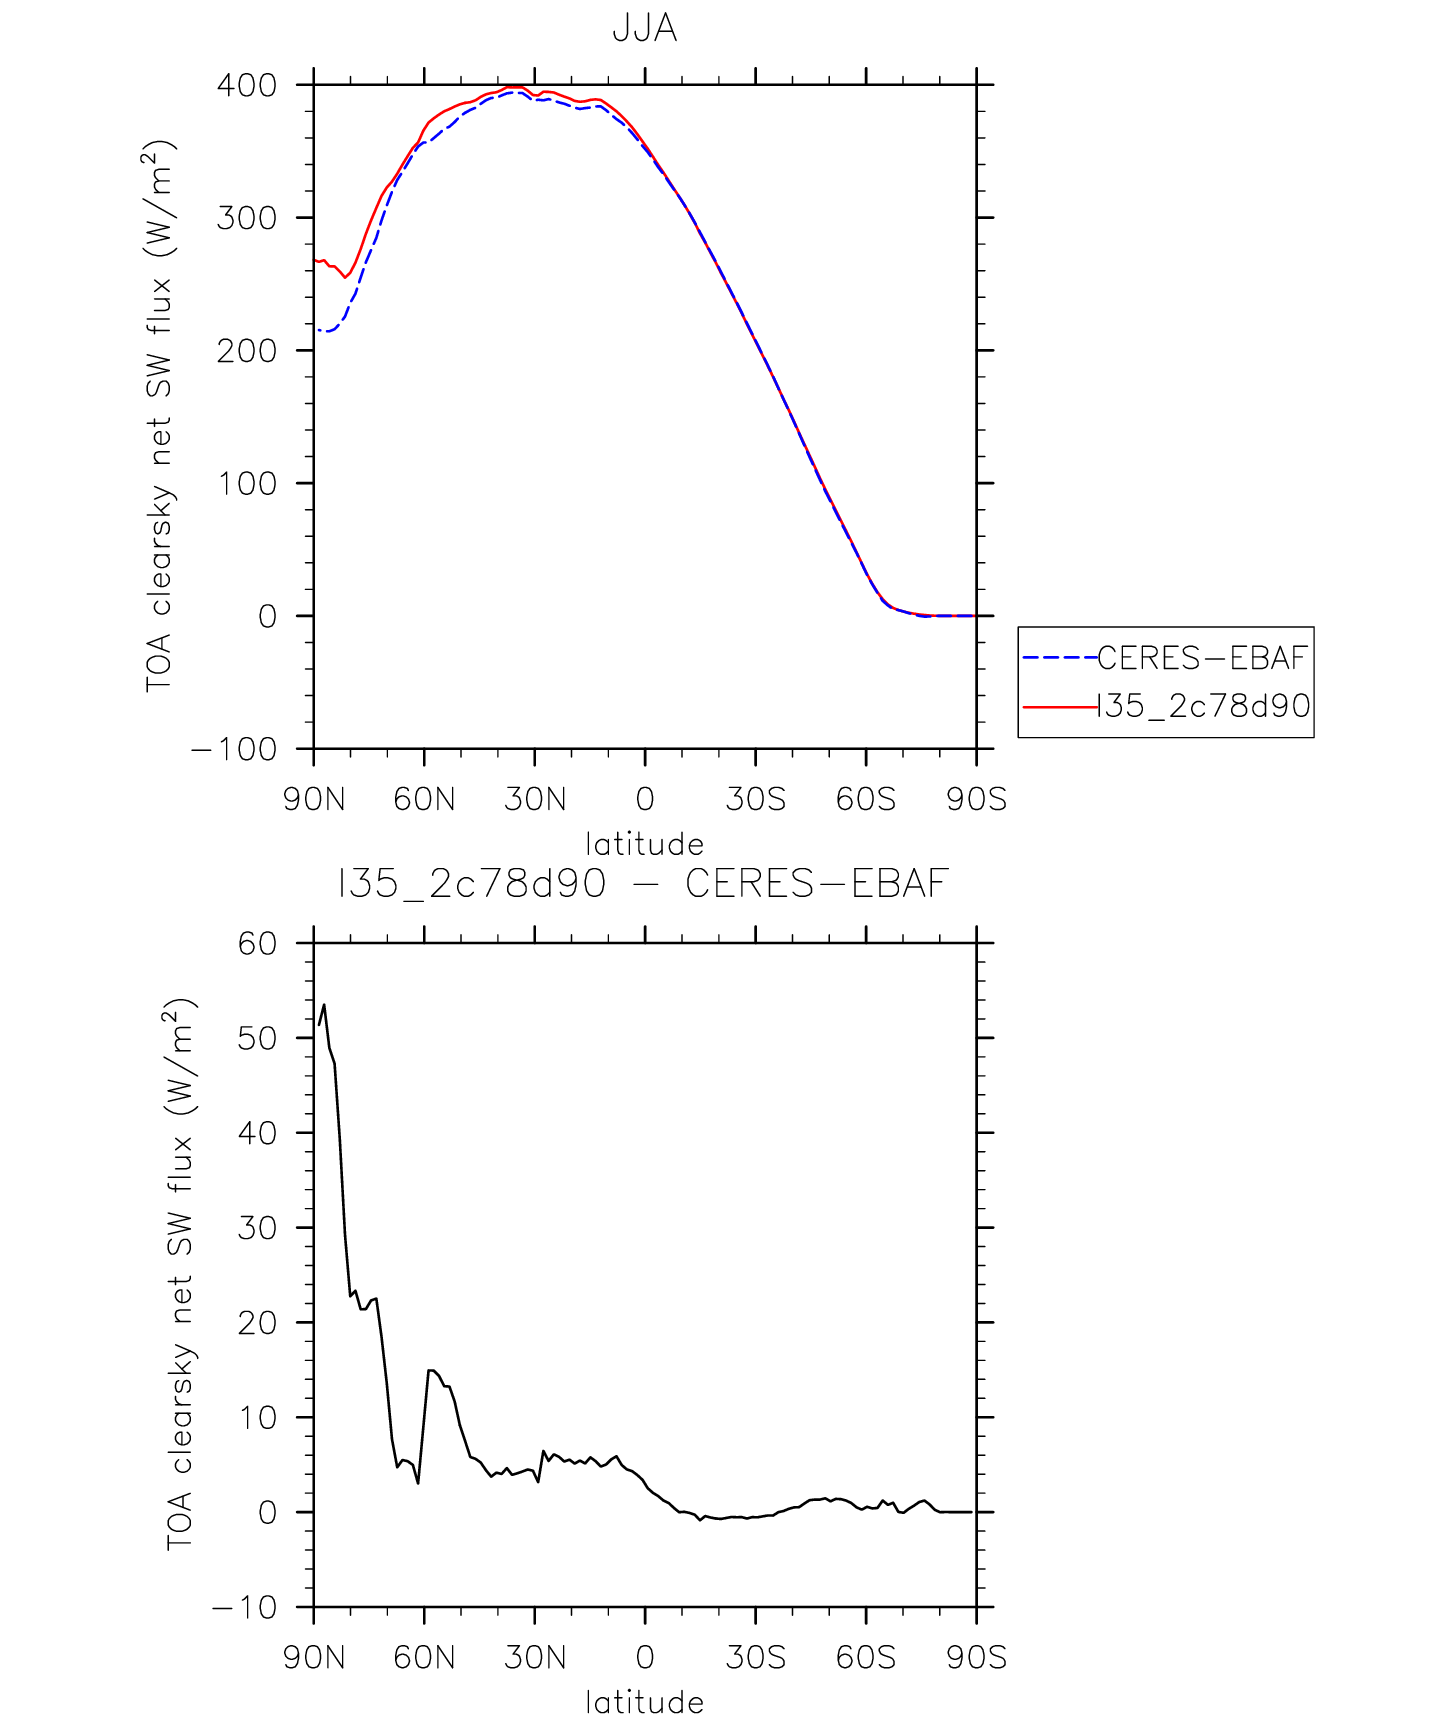 JJA
TOA clearsky net SW flux (W/m²)
400
300
200
100
0
−100
90N 60N 30N 0 30S 60S 90S
latitude
CERES−EBAF
I35_2c78d90
I35_2c78d90 − CERES−EBAF
TOA clearsky net SW flux (W/m²)
60
50
40
30
20
10
0
−10
90N 60N 30N 0 30S 60S 90S
latitude